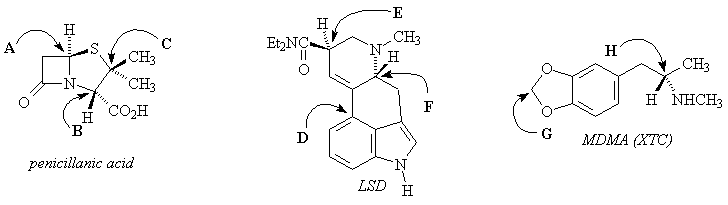 H
A
S
C
CH₃
CH₃
N
O
H
CO₂H
B
penicillanic acid
E
H
Et₂NC
O
N
CH₃
H
F
D
N
H
LSD
H
O
O
CH₃
H
NHCH₃
G
MDMA (XTC)